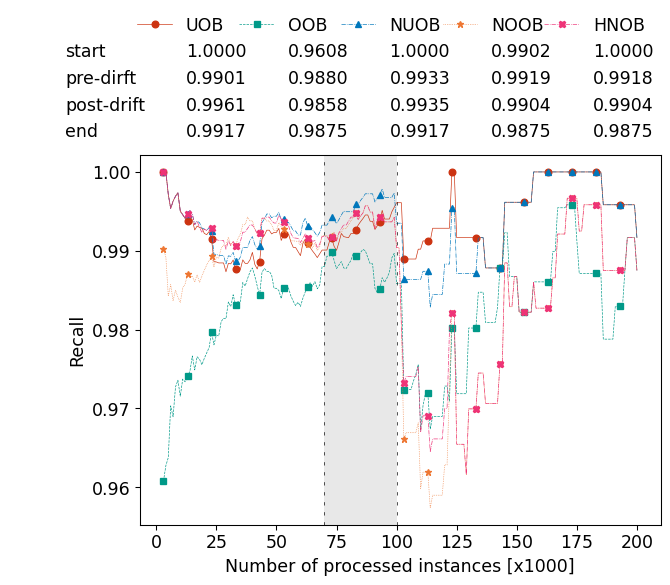 UOB OOB NUOB NOOB HNOB
start 1.0000 0.9608 1.0000 0.9902 1.0000
pre-dirft 0.9901 0.9880 0.9933 0.9919 0.9918
post-drift 0.9961 0.9858 0.9935 0.9904 0.9904
end 0.9917 0.9875 0.9917 0.9875 0.9875
1.00
0.99
0.98
0.97
0.96
Recall
0 25 50 75 100 125 150 175 200
Number of processed instances [x1000]